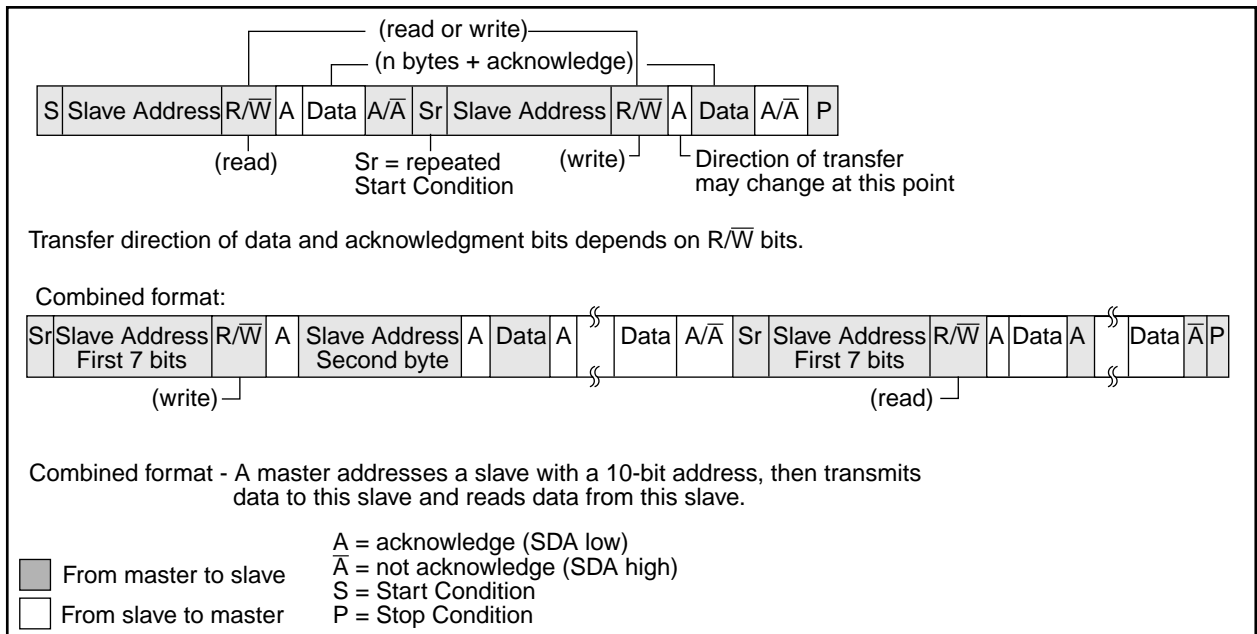 (read or write)
(n bytes + acknowledge)
S Slave Address R/W̅ A Data A/A̅ Sr Slave Address R/W̅ A Data A/A̅ P
(read) Sr = repeated (write) Direction of transfer
Start Condition may change at this point
Transfer direction of data and acknowledgment bits depends on R/W̅ bits.
Combined format:
Sr Slave Address R/W̅ A Slave Address A Data A Data A/A̅ Sr Slave Address R/W̅ A Data A Data A̅ P
First 7 bits Second byte First 7 bits
(write) (read)
Combined format - A master addresses a slave with a 10-bit address, then transmits
data to this slave and reads data from this slave.
A = acknowledge (SDA low)
A̅ = not acknowledge (SDA high)
From master to slave
S = Start Condition
From slave to master
P = Stop Condition